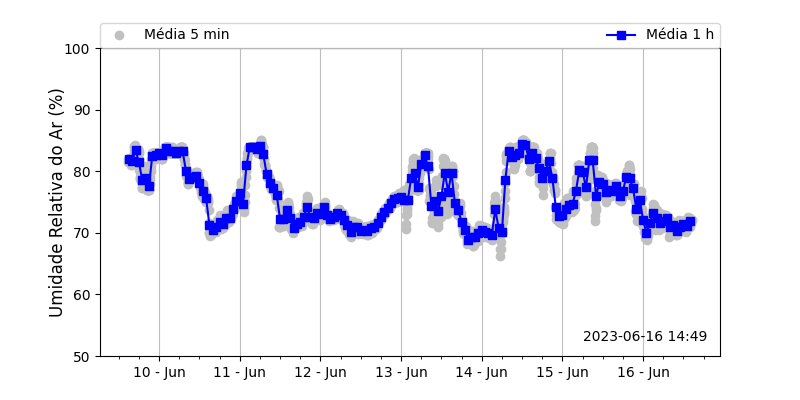 Média 5 min
Média 1 h
Umidade Relativa do Ar (%)
100
90
80
70
60
50
2023-06-16 14:49
10 - Jun
11 - Jun
12 - Jun
13 - Jun
14 - Jun
15 - Jun
16 - Jun